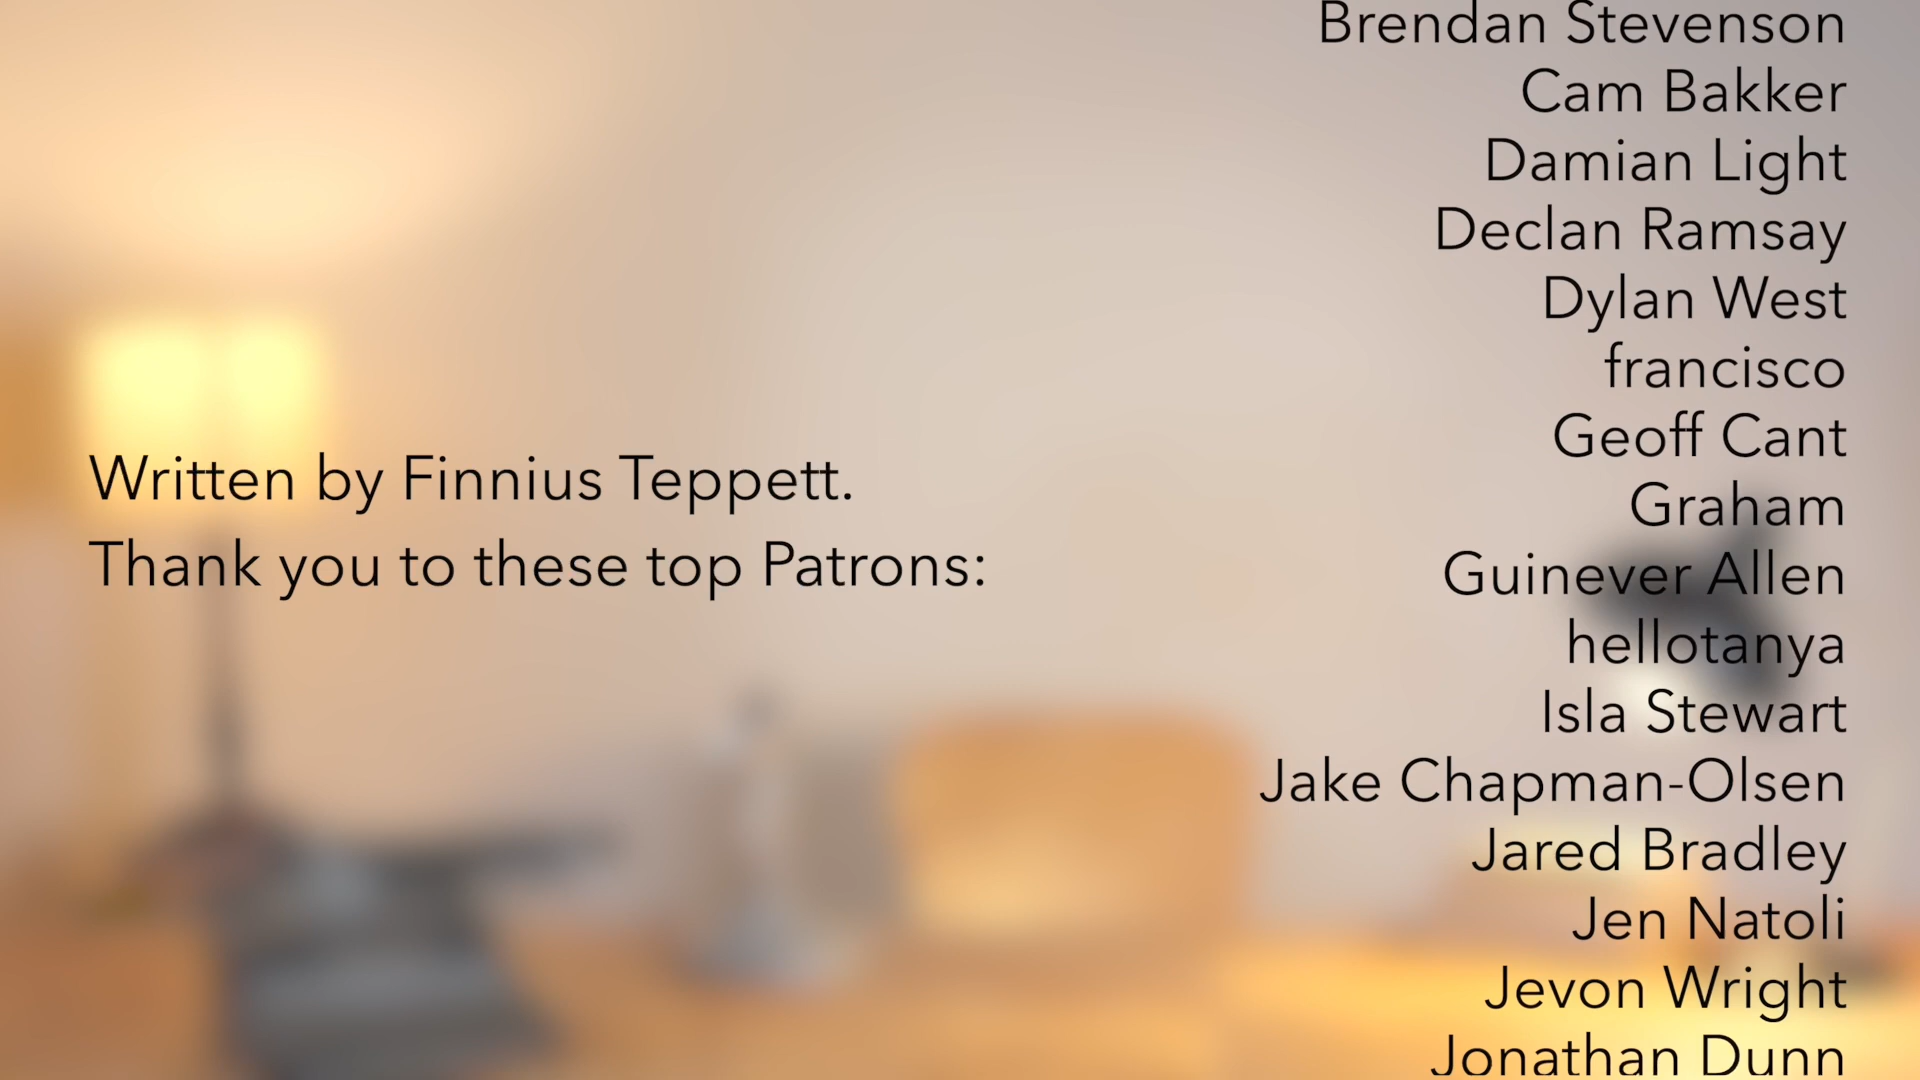 Written by Finnius Teppett.
Thank you to these top Patrons:
Brendan Stevenson
Cam Bakker
Damian Light
Declan Ramsay
Dylan West
francisco
Geoff Cant
Graham
Guinever Allen
hellotanya
Isla Stewart
Jake Chapman-Olsen
Jared Bradley
Jen Natoli
Jevon Wright
Jonathan Dunn